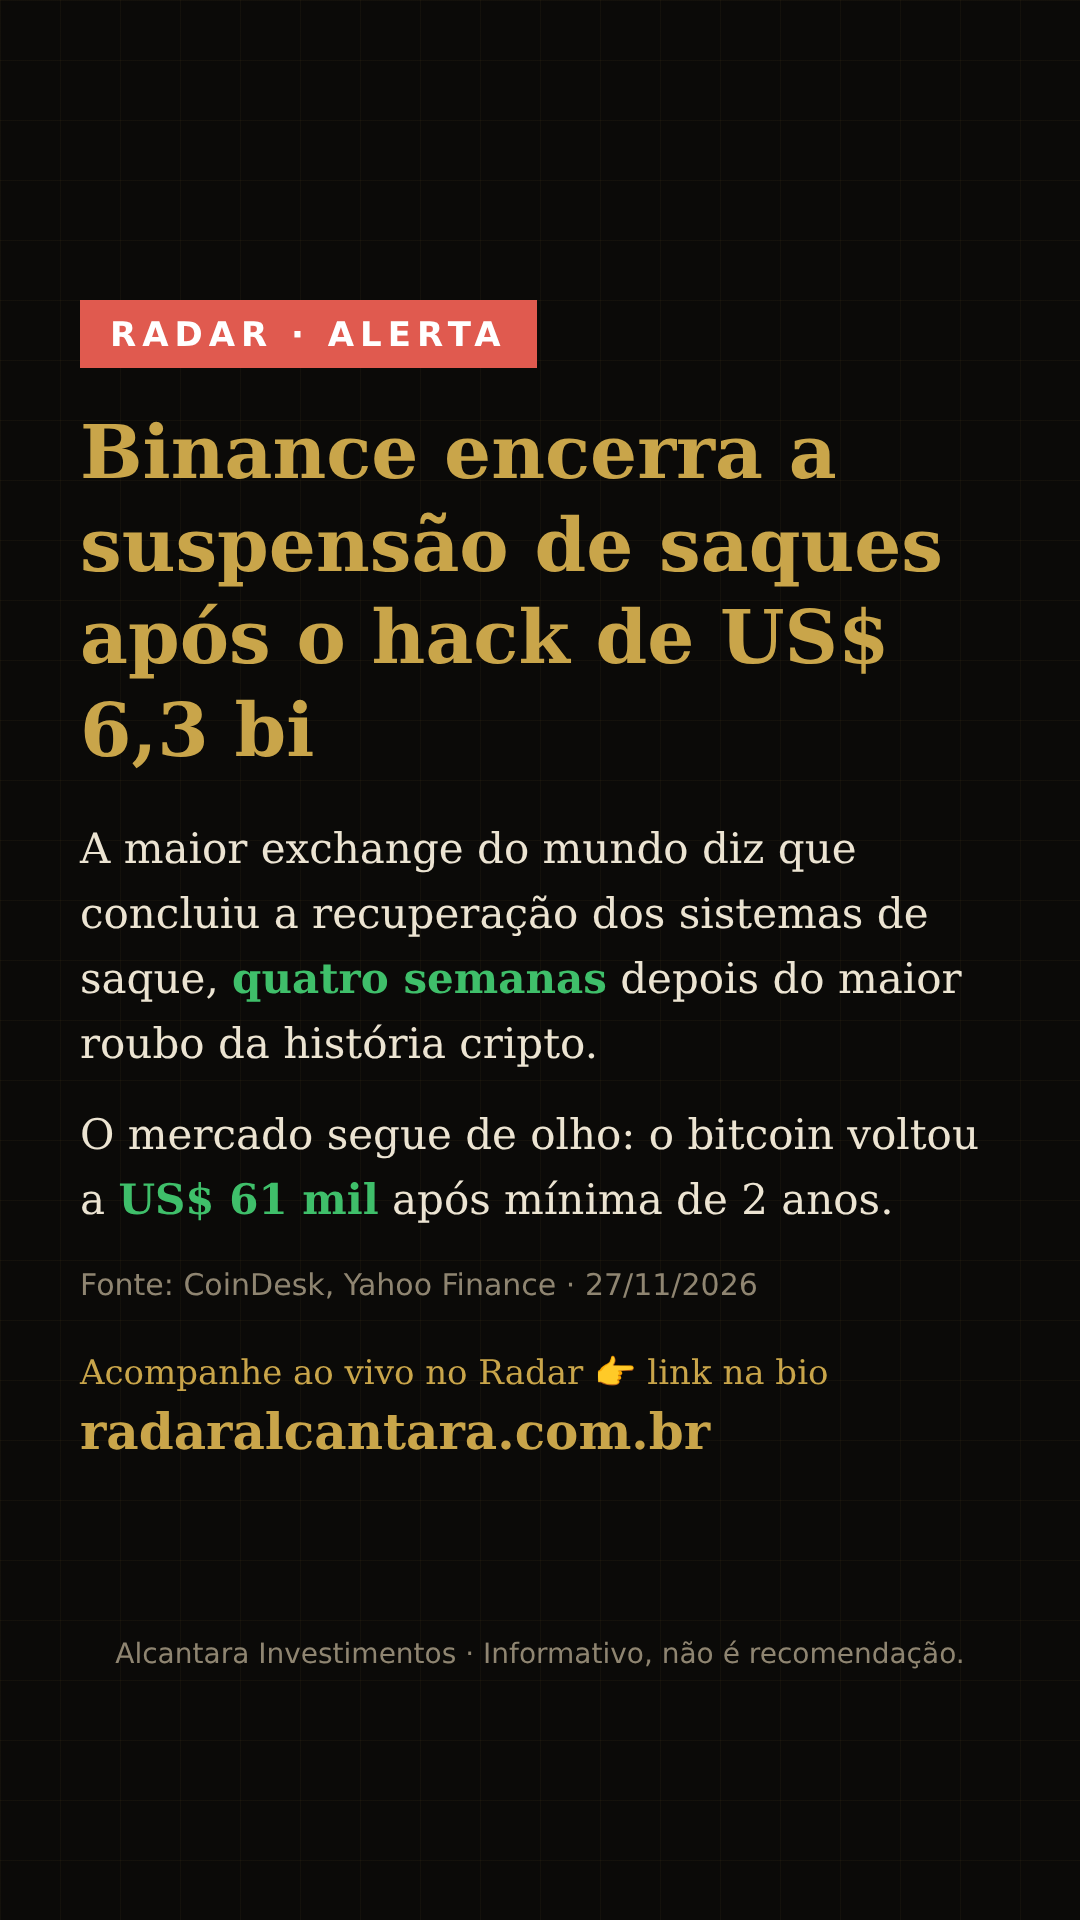 RADAR · ALERTA
Binance encerra a
suspensão de saques
após o hack de US$
6,3 bi
A maior exchange do mundo diz que
concluiu a recuperação dos sistemas de
saque, quatro semanas depois do maior
roubo da história cripto.
O mercado segue de olho: o bitcoin voltou
a US$ 61 mil após mínima de 2 anos.
Fonte: CoinDesk, Yahoo Finance · 27/11/2026
Acompanhe ao vivo no Radar 👉 link na bio
radaralcantara.com.br
Alcantara Investimentos · Informativo, não é recomendação.